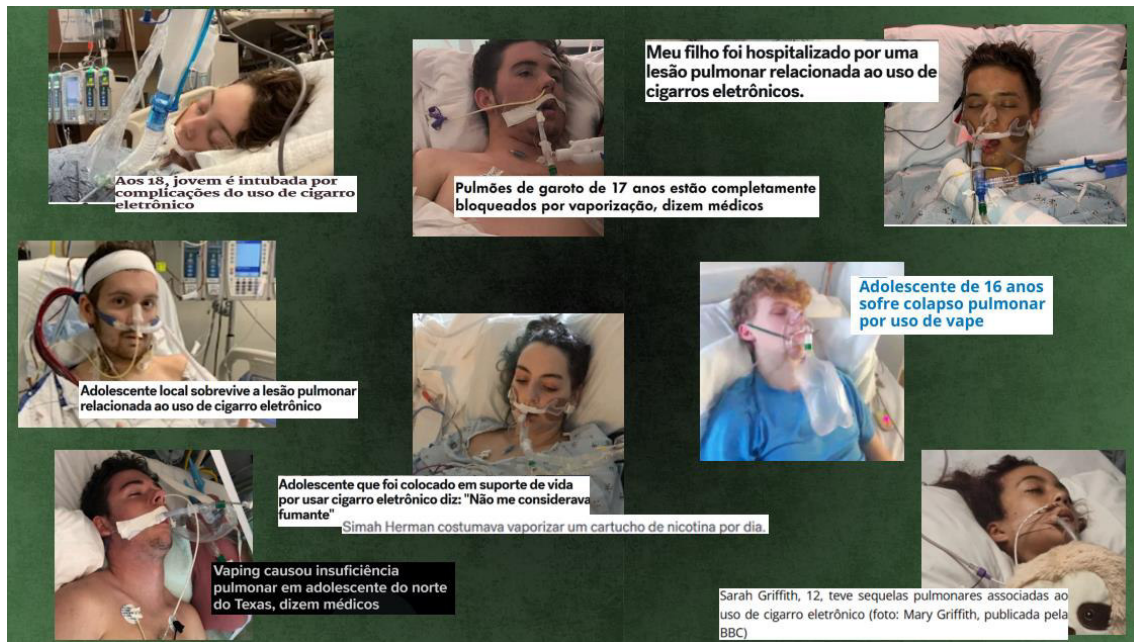 Aos 18, jovem é intubada por
complicações do uso de cigarro
eletrônico
Pulmões de garoto de 17 anos estão completamente
bloqueados por vaporização, dizem médicos
Meu filho foi hospitalizado por uma
lesão pulmonar relacionada ao uso de
cigarros eletrônicos.
Adolescente local sobrevive a lesão pulmonar
relacionada ao uso de cigarro eletrônico
Adolescente de 16 anos
sofre colapso pulmonar
por uso de vape
Adolescente que foi colocado em suporte de vida
por usar cigarro eletrônico diz: "Não me considerava
fumante"
Simah Herman costumava vaporizar um cartucho de nicotina por dia.
Vaping causou insuficiência
pulmonar em adolescente do norte
do Texas, dizem médicos
Sarah Griffith, 12, teve sequelas pulmonares associadas ao
uso de cigarro eletrônico (foto: Mary Griffith, publicada pela
BBC)